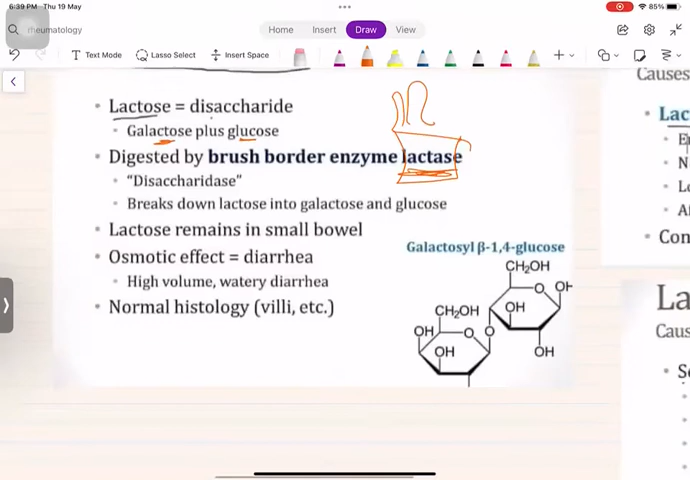 6:39 PM Thu 19 May
85%
rheumatology
Home Insert Draw View
Text Mode Lasso Select Insert Space
Lactose = disaccharide
Galactose plus glucose
Digested by brush border enzyme lactase
“Disaccharidase”
Breaks down lactose into galactose and glucose
Lactose remains in small bowel
Osmotic effect = diarrhea
High volume, watery diarrhea
Normal histology (villi, etc.)
Galactosyl β-1,4-glucose
CH₂OH
O OH
OH
CH₂OH
OH O O
OH OH
Causes
Lac
N
Con
La
Caus